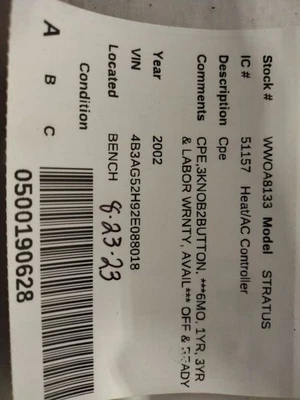 Stock # WWOA8133 Model STRATUS
IC # 51157 Heat/AC Controller
Description Cpe
Comments CPE,3KNOB2BUTTON, ***6MO, 1YR, 3YR
& LABOR WRNTY, AVAIL*** OFF & READY
Year 2002
VIN 4B3AG52H92E088018
Located BENCH 8-23-23
Condition
A B C
0500190628